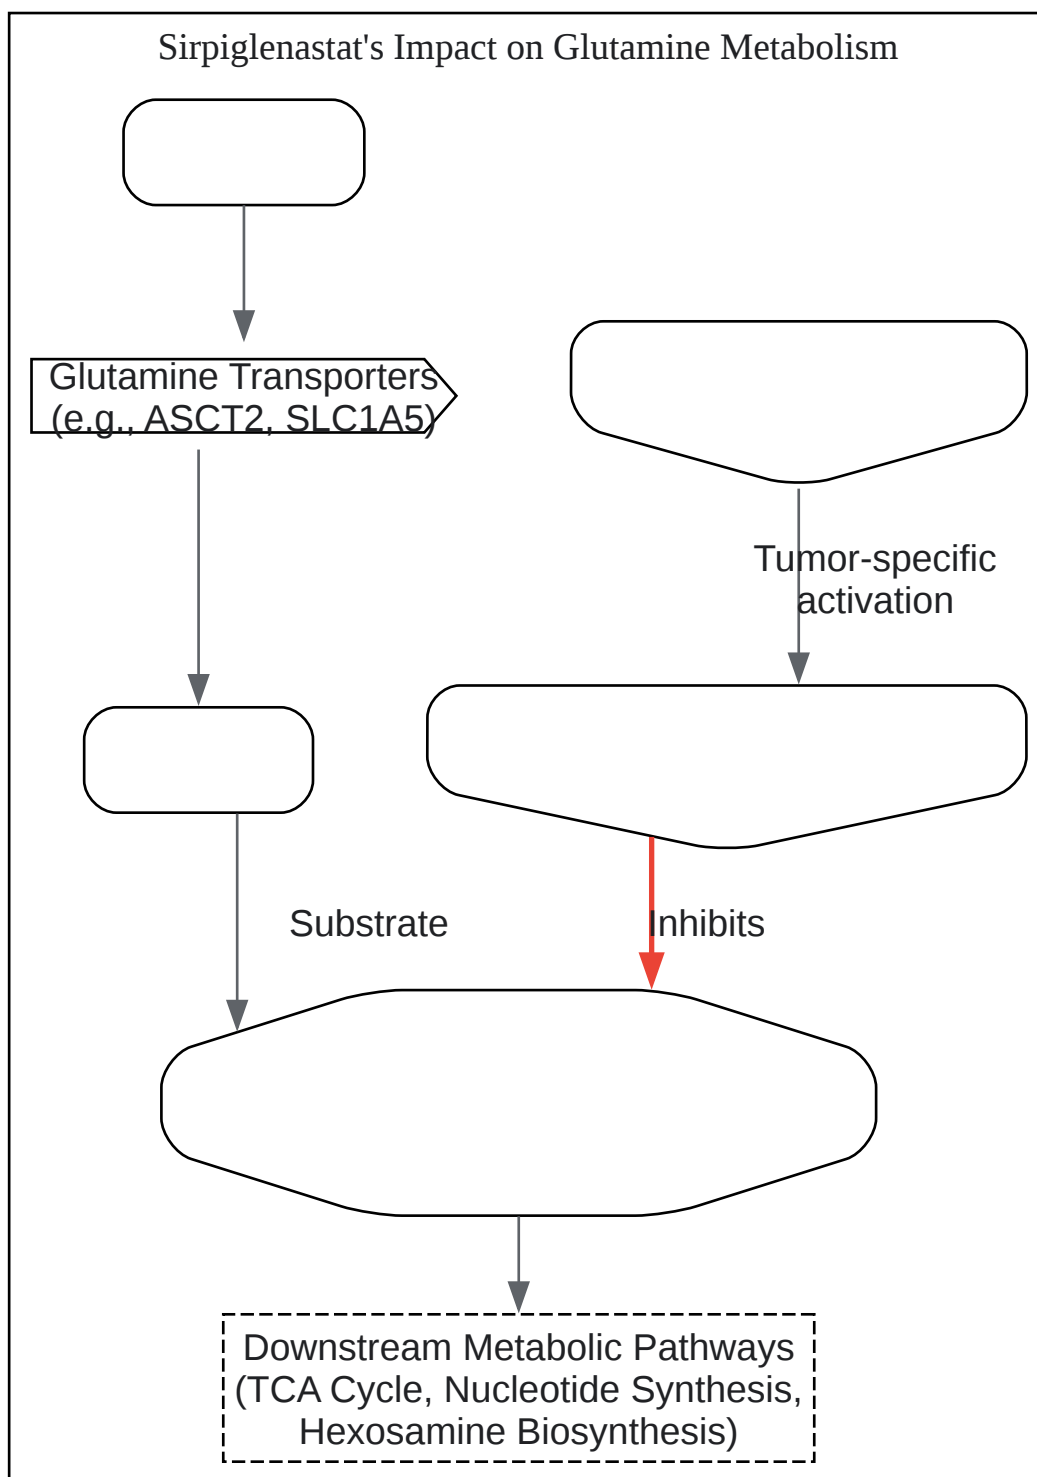 Sirpiglenastat's Impact on Glutamine Metabolism
Glutamine Transporters
(e.g., ASCT2, SLC1A5)
Tumor-specific
activation
Substrate
Inhibits
Downstream Metabolic Pathways
(TCA Cycle, Nucleotide Synthesis,
Hexosamine Biosynthesis)